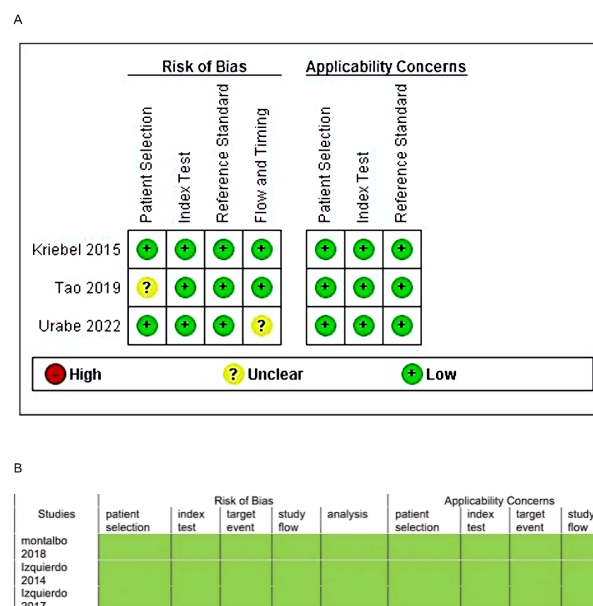 A
Risk of Bias Applicability Concerns
Patient Selection
Index Test
Reference Standard
Flow and Timing
Patient Selection
Index Test
Reference Standard
Kriebel 2015 + + + + + + +
Tao 2019 ? + + + + + +
Urabe 2022 + + + ? + + +
High ? Unclear + Low
B
Risk of Bias Applicability Concerns
Studies patient index target study analysis patient index target study
selection test event flow selection test event flow
montalbo
2018
Izquierdo
2014
Izquierdo
2017